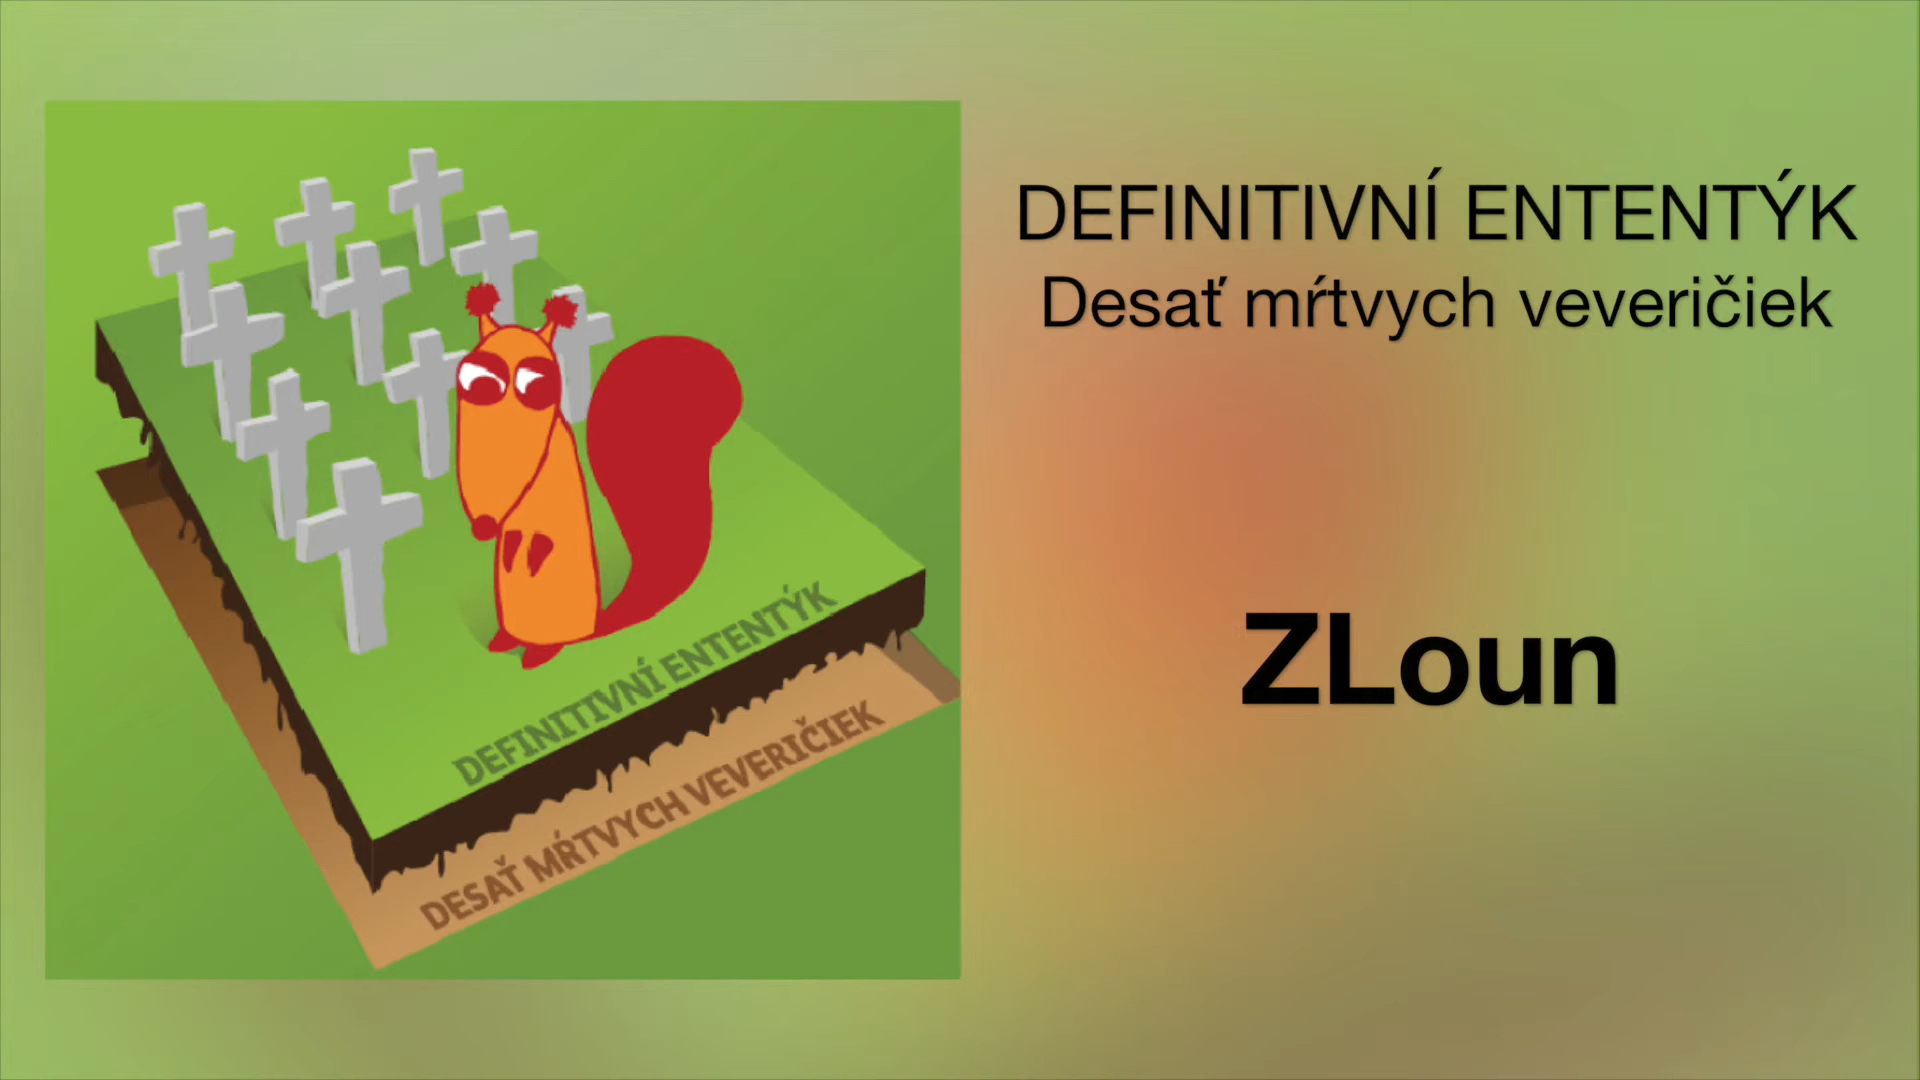 DEFINITIVNÍ ENTENTÝK
DESAŤ MŔTVYCH VEVERIČIEK
DEFINITIVNÍ ENTENTÝK
Desať mŕtvych veveričiek
ZLoun